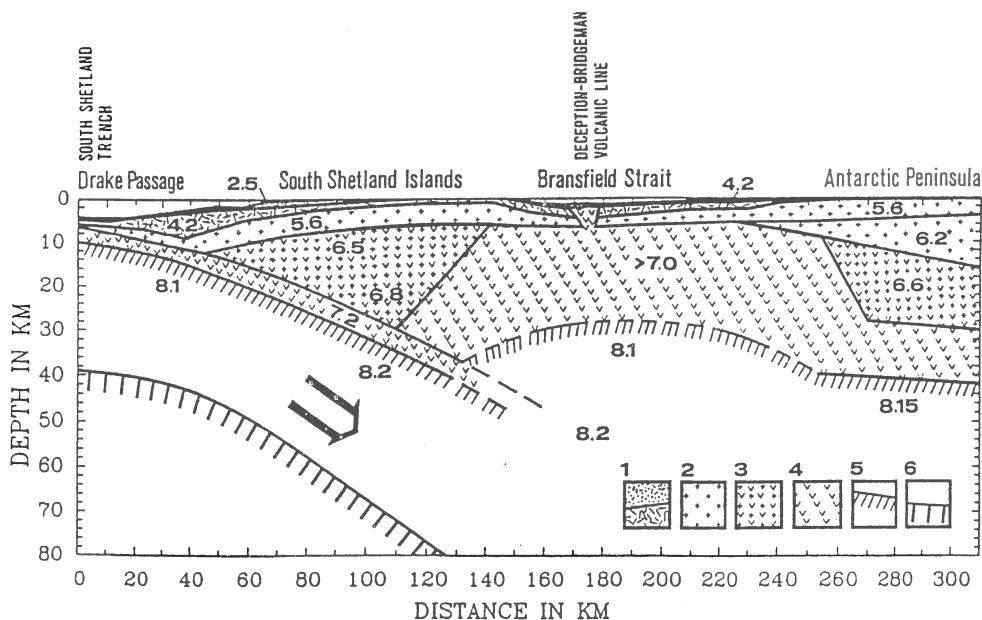 SOUTH SHETLAND
TRENCH
DECEPTION-BRIDGEMAN
VOLCANIC LINE
Drake Passage
2.5
South Shetland Islands
Bransfield Strait
4.2
Antarctic Peninsula
0
10
20
30
40
50
60
70
80
DEPTH IN KM
4.2
5.6
5.6
6.5
>7.0
6.2
6.8
6.6
8.1
7.2
8.2
8.1
8.15
8.2
1 2 3 4 5 6
0 20 40 60 80 100 120 140 160 180 200 220 240 260 280 300
DISTANCE IN KM